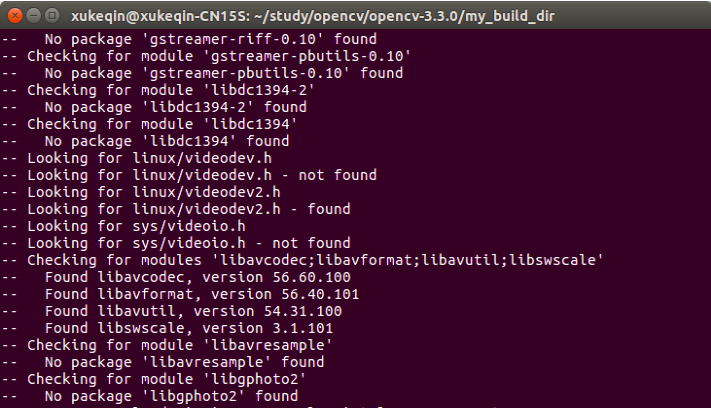 xukeqin@xukeqin-CN15S: ~/study/opencv/opencv-3.3.0/my_build_dir
--   No package 'gstreamer-riff-0.10' found
-- Checking for module 'gstreamer-pbutils-0.10'
--   No package 'gstreamer-pbutils-0.10' found
-- Checking for module 'libdc1394-2'
--   No package 'libdc1394-2' found
-- Checking for module 'libdc1394'
--   No package 'libdc1394' found
-- Looking for linux/videodev.h
-- Looking for linux/videodev.h - not found
-- Looking for linux/videodev2.h
-- Looking for linux/videodev2.h - found
-- Looking for sys/videoio.h
-- Looking for sys/videoio.h - not found
-- Checking for modules 'libavcodec;libavformat;libavutil;libswscale'
--   Found libavcodec, version 56.60.100
--   Found libavformat, version 56.40.101
--   Found libavutil, version 54.31.100
--   Found libswscale, version 3.1.101
-- Checking for module 'libavresample'
--   No package 'libavresample' found
-- Checking for module 'libgphoto2'
--   No package 'libgphoto2' found